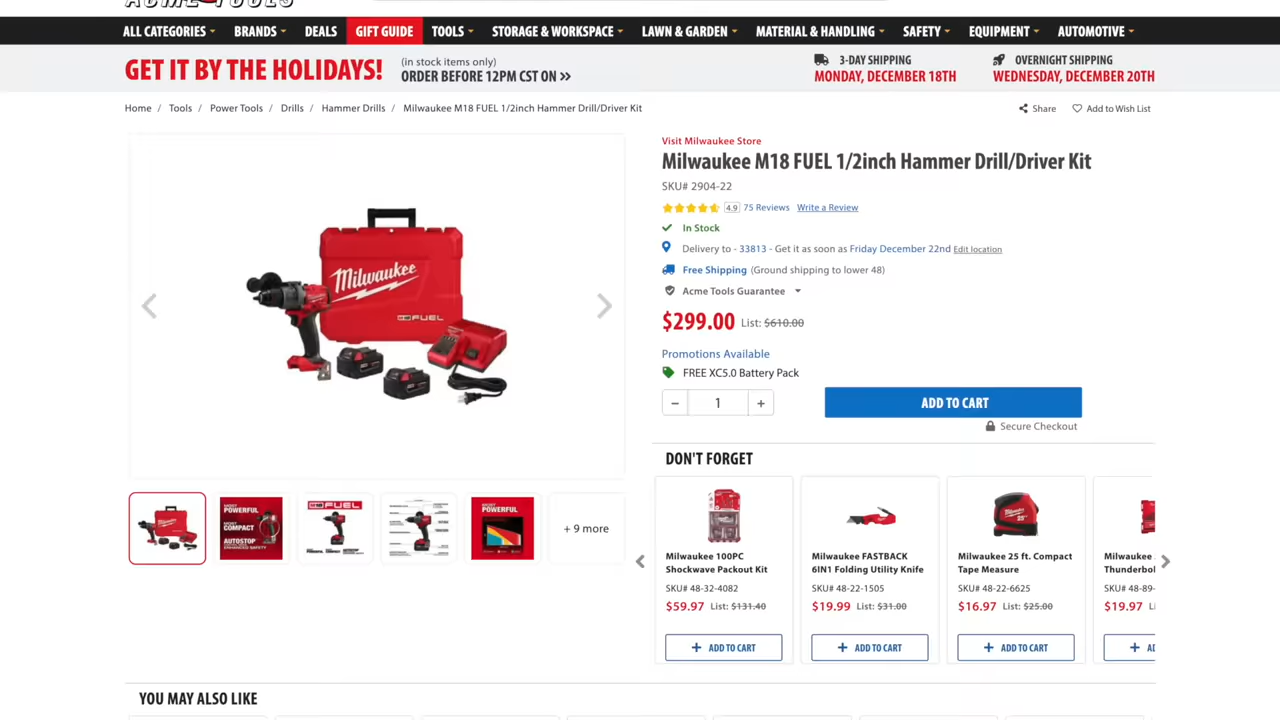 ACME TOOLS
ALL CATEGORIES BRANDS DEALS GIFT GUIDE TOOLS STORAGE & WORKSPACE LAWN & GARDEN MATERIAL & HANDLING SAFETY EQUIPMENT AUTOMOTIVE
GET IT BY THE HOLIDAYS!
(in stock items only)
ORDER BEFORE 12PM CST ON >>
3-DAY SHIPPING
MONDAY, DECEMBER 18TH
OVERNIGHT SHIPPING
WEDNESDAY, DECEMBER 20TH
Home / Tools / Power Tools / Drills / Hammer Drills / Milwaukee M18 FUEL 1/2inch Hammer Drill/Driver Kit
Share Add to Wish List
Milwaukee
FUEL
+ 9 more
Visit Milwaukee Store
Milwaukee M18 FUEL 1/2inch Hammer Drill/Driver Kit
SKU# 2904-22
4.9 75 Reviews Write a Review
In Stock
Delivery to - 33813 - Get it as soon as Friday December 22nd Edit location
Free Shipping (Ground shipping to lower 48)
Acme Tools Guarantee
$299.00 List: $610.00
Promotions Available
FREE XC5.0 Battery Pack
− 1 +
ADD TO CART
Secure Checkout
DON'T FORGET
Milwaukee 100PC
Shockwave Packout Kit
SKU# 48-32-4082
$59.97 List: $131.40
+ ADD TO CART
Milwaukee FASTBACK
6IN1 Folding Utility Knife
SKU# 48-22-1505
$19.99 List: $31.00
+ ADD TO CART
Milwaukee 25 ft. Compact
Tape Measure
SKU# 48-22-6625
$16.97 List: $25.00
+ ADD TO CART
Milwaukee
Thunderbol
SKU# 48-89-
$19.97 Li
+ AD
YOU MAY ALSO LIKE